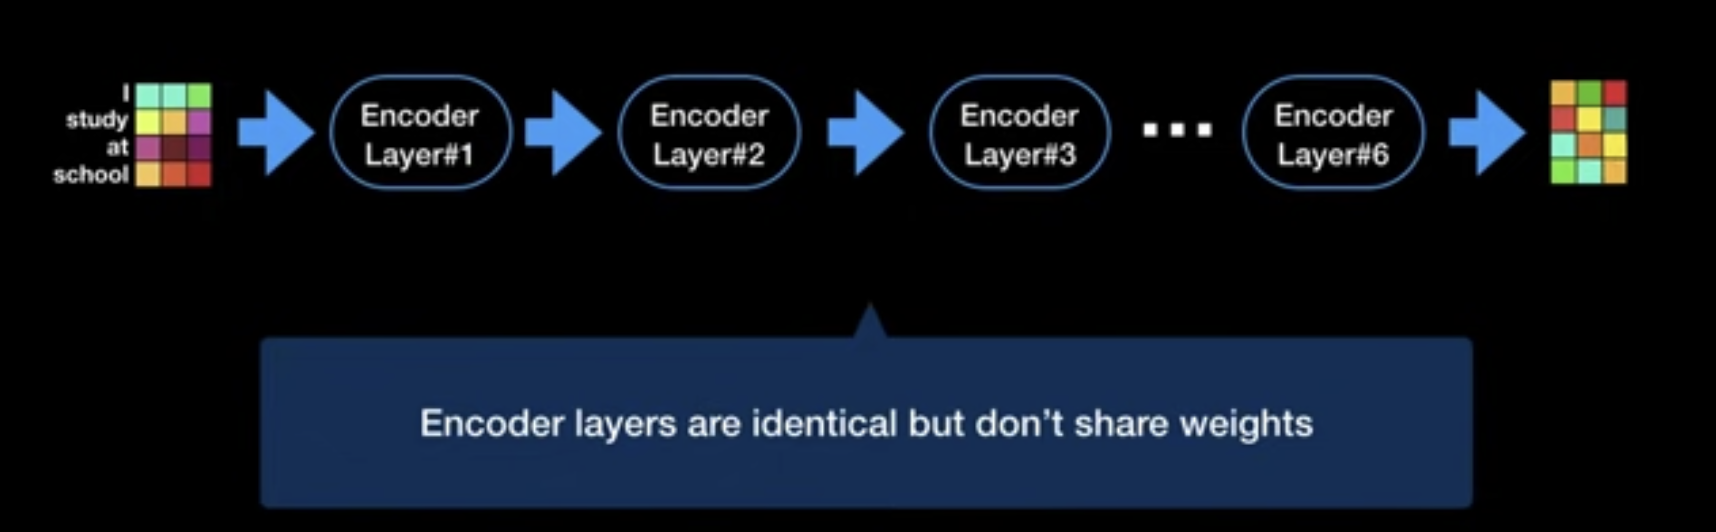 I
study
at
school
Encoder
Layer#1
Encoder
Layer#2
Encoder
Layer#3
...
Encoder
Layer#6
Encoder layers are identical but don't share weights